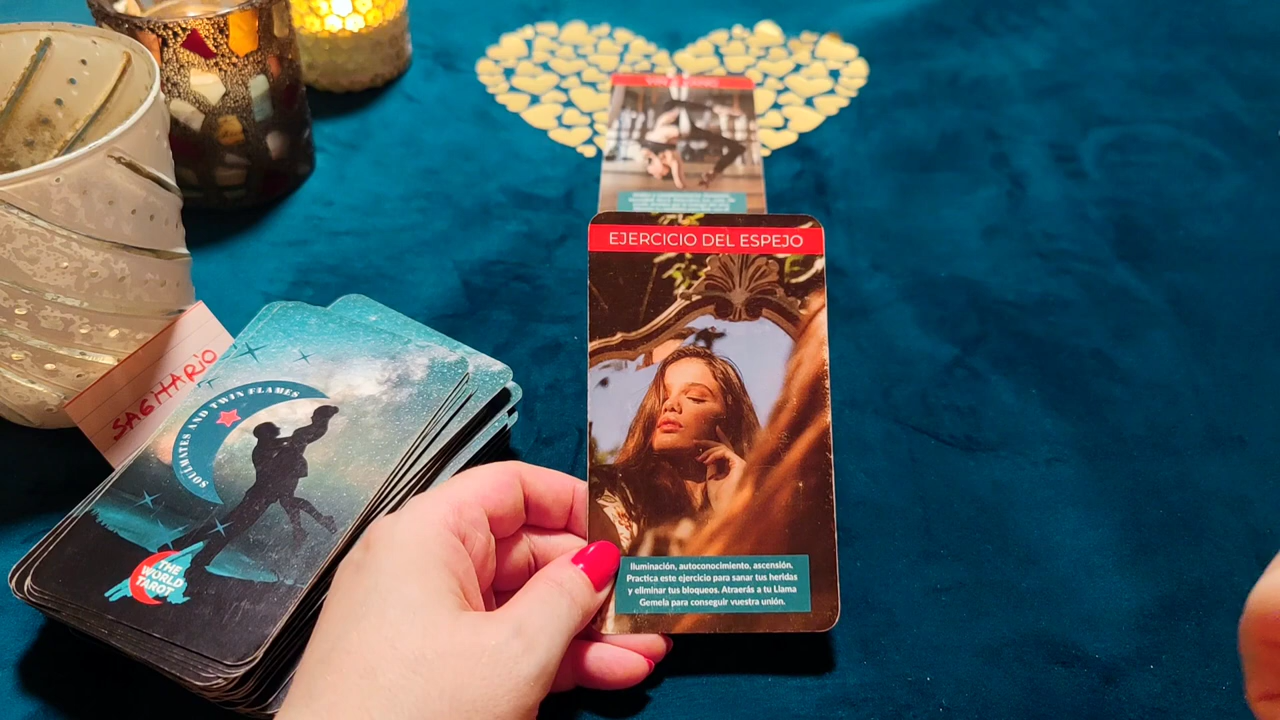 EJERCICIO DEL ESPEJO
Iluminación, autoconocimiento, ascensión.
Practica este ejercicio para sanar tus heridas
y eliminar tus bloqueos. Atraerás a tu Llama
Gemela para conseguir vuestra unión.
SAGITARIO
SOULMATES AND TWIN FLAMES
THE
WORLD
TAROT